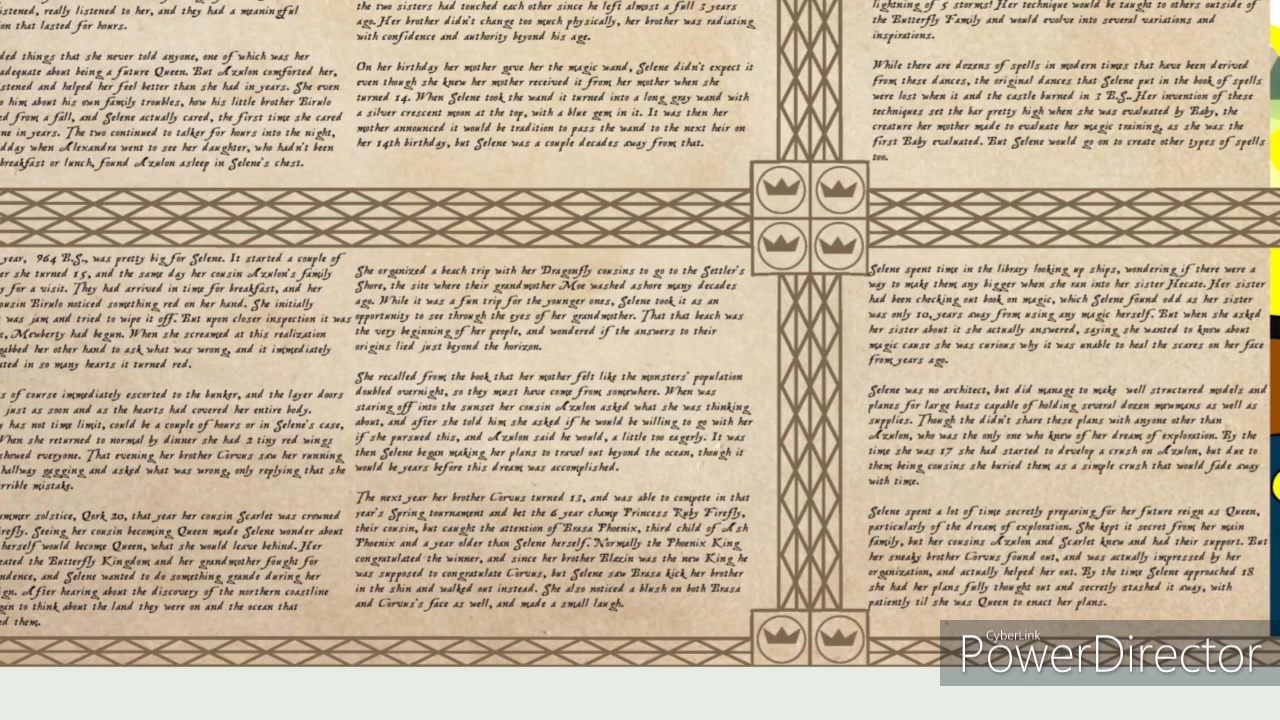 istened, really listened to her, and they had a meaningful
on that lasted for hours.
ded things that she never told anyone, one of which was her
adequate about being a future Queen. But Azulon comforted her,
stened and helped her feel better than she had in years. She even
o him about his own family troubles, how his little brother Birulo
ed from a fall, and Selene actually cared, the first time she cared
ne in years. The two continued to talker for hours into the night,
dday when Alexandra went to see her daughter, who hadn't been
breakfast or lunch, found Azulon asleep in Selene's chest.
the two sisters had touched each other since he left almost a full 5 years
ago. Her brother didn't change too much physically, her brother was radiating
with confidence and authority beyond his age.
On her birthday her mother gave her the magic wand, Selene didn't expect it
even though she knew her mother received it from her mother when she
turned 14. When Selene took the wand it turned into a long gray wand with
a silver crescent moon at the top, with a blue gem in it. It was then her
mother announced it would be tradition to pass the wand to the next heir on
her 14th birthday, but Selene was a couple decades away from that.
lightning of 5 storms! Her technique would be taught to others outside of
the Butterfly Family and would evolve into several variations and
inspirations.
While there are dozens of spells in modern times that have been derived
from these dances, the original dances that Selene put in the book of spells
were lost when it and the castle burned in 3 B.S.. Her invention of these
techniques set the bar pretty high when she was evaluated by Baby, the
creature her mother made to evaluate her magic training, as she was the
first Baby evaluated. But Selene would go on to create other types of spells
too.
year, 964 B.S., was pretty big for Selene. It started a couple of
er she turned 15, and the same day her cousin Azulon's family
y for a visit. They had arrived in time for breakfast, and her
ousin Birulo noticed something red on her hand. She initially
was jam and tried to wipe it off. But upon closer inspection it was
s, Mewberty had begun. When she screamed at this realization
abbed her other hand to ask what was wrong, and it immediately
ated in so many hearts it turned red.
s of course immediately escorted to the bunker, and the layer doors
just as soon and as the hearts had covered her entire body.
y has not time limit, could be a couple of hours or in Selene's case,
When she returned to normal by dinner she had 2 tiny red wings
showed everyone. That evening her brother Corvus saw her running
hallway gagging and asked what was wrong, only replying that she
rrible mistake.
ummer solstice, Qork 20, that year her cousin Scarlet was crowned
irefly. Seeing her cousin becoming Queen made Selene wonder about
herself would become Queen, what she would leave behind. Her
eated the Butterfly Kingdom and her grandmother fought for
ndence, and Selene wanted to do something grande during her
ign. After hearing about the discovery of the northern coastline
gan to think about the land they were on and the ocean that
ed them.
She organized a beach trip with her Dragonfly cousins to go to the Settler's
Shore, the site where their grandmother Moe washed ashore many decades
ago. While it was a fun trip for the younger ones, Selene took it as an
opportunity to see through the eyes of her grandmother. That that beach was
the very beginning of her people, and wondered if the answers to their
origins lied just beyond the horizon.
She recalled from the book that her mother felt like the monsters' population
doubled overnight, so they must have come from somewhere. When was
staring off into the sunset her cousin Azulon asked what she was thinking
about, and after she told him she asked if he would be willing to go with her
if she pursued this, and Azulon said he would, a little too eagerly. It was
then Selene began making her plans to travel out beyond the ocean, though it
would be years before this dream was accomplished.
The next year her brother Corvus turned 13, and was able to compete in that
year's Spring tournament and bet the 6 year champ Princess Ruby Firefly,
their cousin, but caught the attention of Brasa Phoenix, third child of Ash
Phoenix and a year older than Selene herself. Normally the Phoenix King
congratulated the winner, and since her brother Blazin was the new King he
was supposed to congratulate Corvus, but Selene saw Brasa kick her brother
in the shin and walked out instead. She also noticed a blush on both Brasa
and Corvus's face as well, and made a small laugh.
Selene spent time in the library looking up ships, wondering if there were a
way to make them any bigger when she ran into her sister Hecate. Her sister
had been checking out book on magic, which Selene found odd as her sister
was only 10, years away from using any magic herself. But when she asked
her sister about it she actually answered, saying she wanted to know about
magic cause she was curious why it was unable to heal the scares on her face
from years ago.
Selene was no architect, but did manage to make well structured models and
planes for large boats capable of holding several dozen mewmans as well as
supplies. Though the didn't share these plans with anyone other than
Azulon, who was the only one who knew of her dream of exploration. By the
time she was 17 she had started to develop a crush on Azulon, but due to
them being cousins she buried them as a simple crush that would fade away
with time.
Selene spent a lot of time secretly preparing for her future reign as Queen,
particularly of the dream of exploration. She kept it secret from her main
family, but her cousins Azulon and Scarlet knew and had their support. But
her sneaky brother Corvus found out, and was actually impressed by her
organization, and actually helped her out. By the time Selene approached 18
she had her plans fully thought out and secretly stashed it away, with
patiently til she was Queen to enact her plans.
CyberLink
PowerDirector